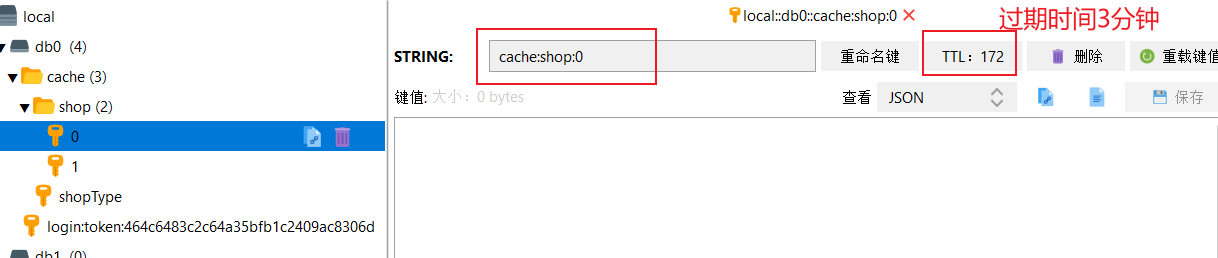 local
db0 (4)
cache (3)
shop (2)
0
1
shopType
login:token:464c6483c2c64a35bfb1c2409ac8306d
db1 (0)
local::db0::cache:shop:0
过期时间3分钟
STRING:
cache:shop:0
重命名键
TTL：172
删除
重载键值
键值: 大小：0 bytes
查看
JSON
保存